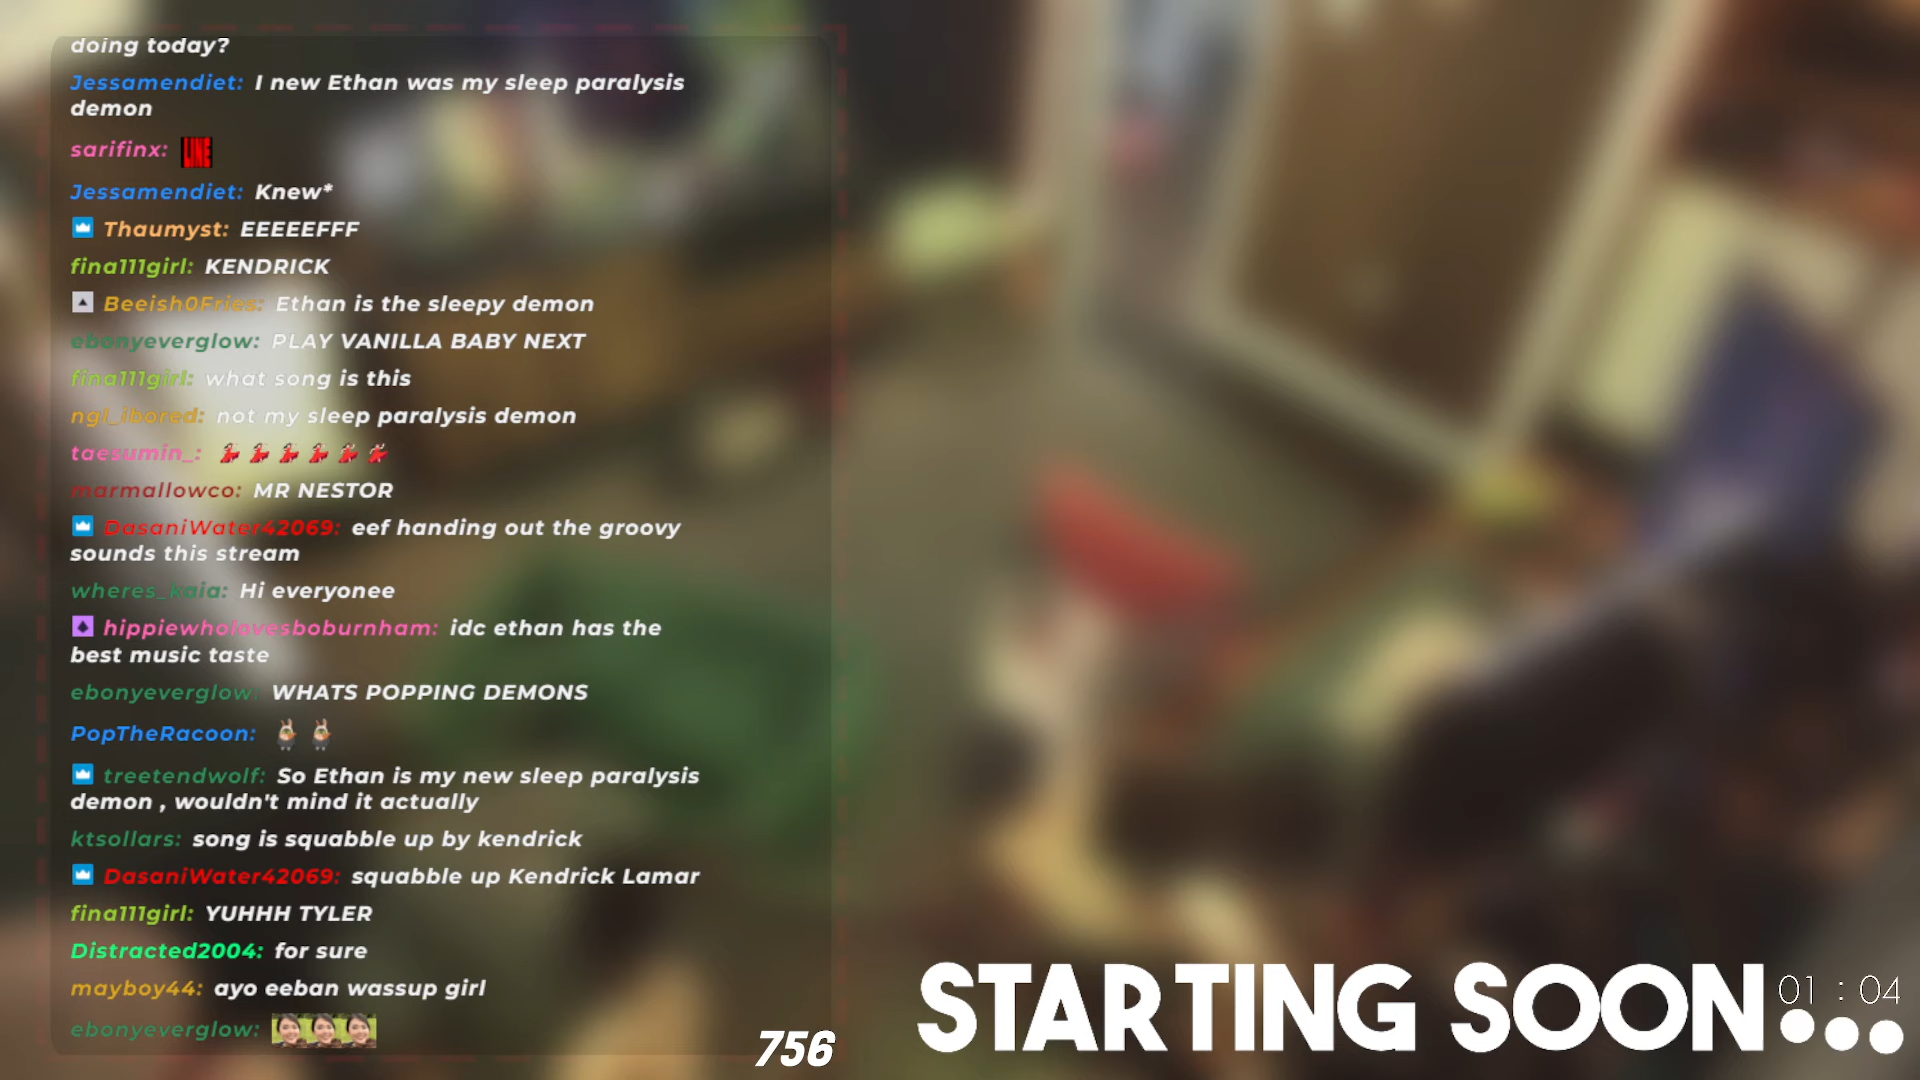 doing today?
Jessamendiet: I new Ethan was my sleep paralysis
demon
sarifinx: LINE
Jessamendiet: Knew*
Thaumyst: EEEEEFFF
fina111girl: KENDRICK
Beeish0Fries: Ethan is the sleepy demon
ebonyeverglow: PLAY VANILLA BABY NEXT
fina111girl: what song is this
ngl_ibored: not my sleep paralysis demon
taesumin_: 💃 💃 💃 💃 💃 💃
marmallowco: MR NESTOR
DasaniWater42069: eef handing out the groovy
sounds this stream
wheres_kaia: Hi everyonee
hippiewholovesboburnham: idc ethan has the
best music taste
ebonyeverglow: WHATS POPPING DEMONS
PopTheRacoon:
treetendwolf: So Ethan is my new sleep paralysis
demon , wouldn't mind it actually
ktsollars: song is squabble up by kendrick
DasaniWater42069: squabble up Kendrick Lamar
fina111girl: YUHHH TYLER
Distracted2004: for sure
mayboy44: ayo eeban wassup girl
ebonyeverglow:
756
STARTING SOON...
01 : 04